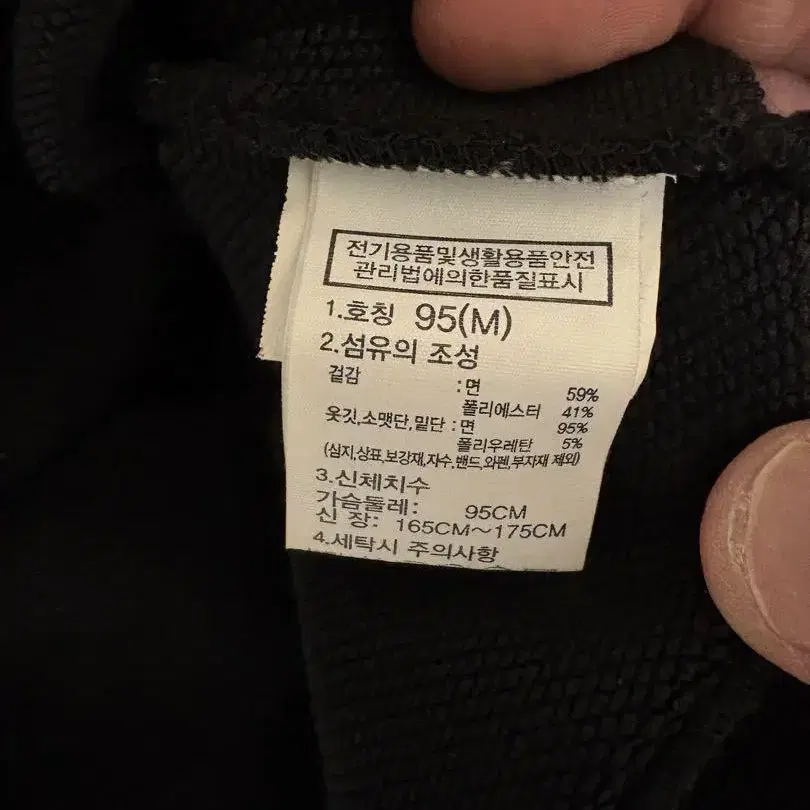 전기용품및생활용품안전
관리법에의한품질표시
1.호칭 95(M)
2.섬유의 조성
겉감 :면 59%
폴리에스터 41%
옷깃,소맷단,밑단 :면 95%
폴리우레탄 5%
(심지,상표,보강재,자수,밴드,와펜,부자재 제외)
3.신체치수
가슴둘레: 95CM
신 장: 165CM~175CM
4.세탁시 주의사항